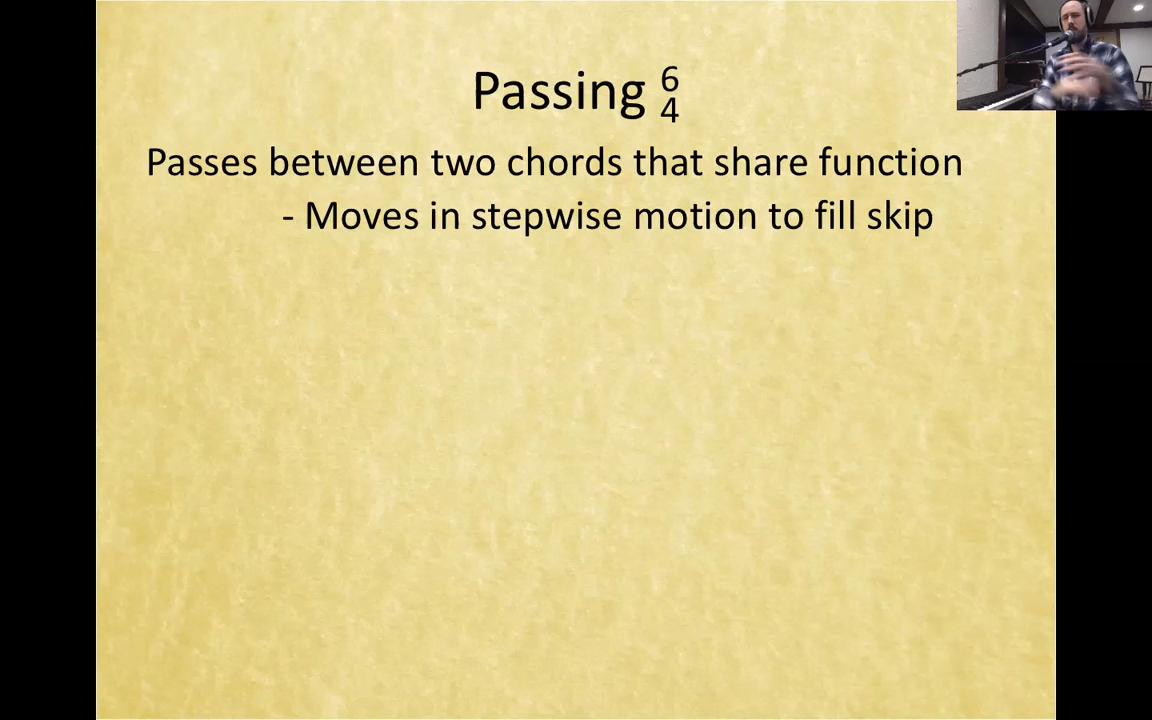 Passing 6/4
Passes between two chords that share function
- Moves in stepwise motion to fill skip